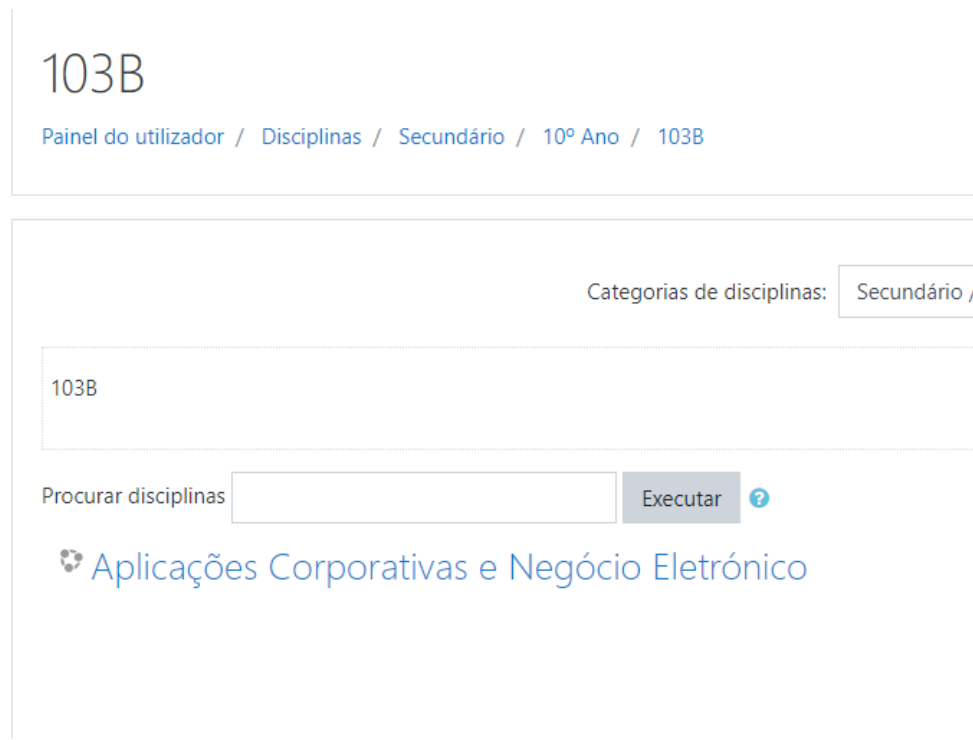 103B
Painel do utilizador / Disciplinas / Secundário / 10º Ano / 103B
Categorias de disciplinas: Secundário /
103B
Procurar disciplinas Executar ?
Aplicações Corporativas e Negócio Eletrónico